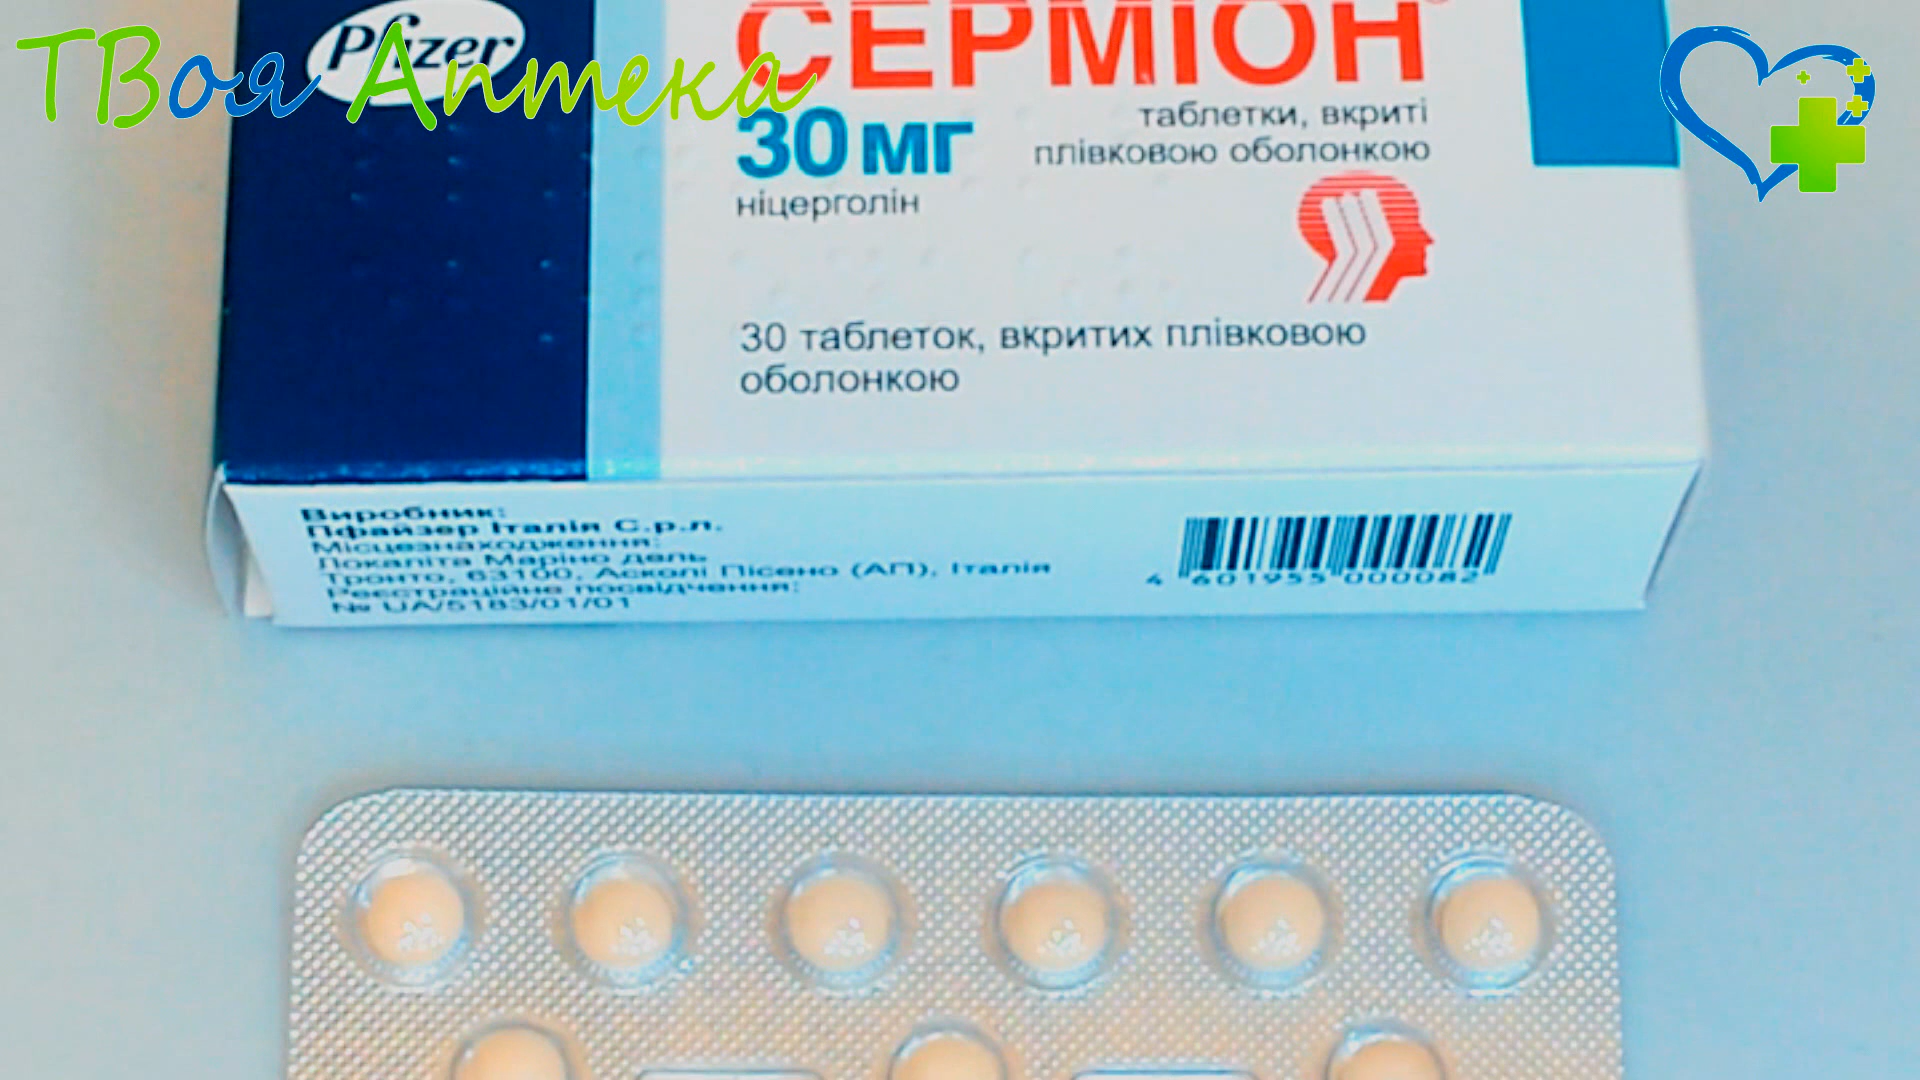 ТВоя Аптека
Pfizer
СЕРМІОН®
30 мг
таблетки, вкриті
плівковою оболонкою
ніцерголін
30 таблеток, вкритих плівковою
оболонкою
Виробник:
Пфайзер Італія С.р.л.
Місцезнаходження:
Локаліта Маріно дель
Тронто, 63100, Асколі Пісено (АП), Італія
Реєстраційне посвідчення:
№ UA/5183/01/01
4 601955 000082